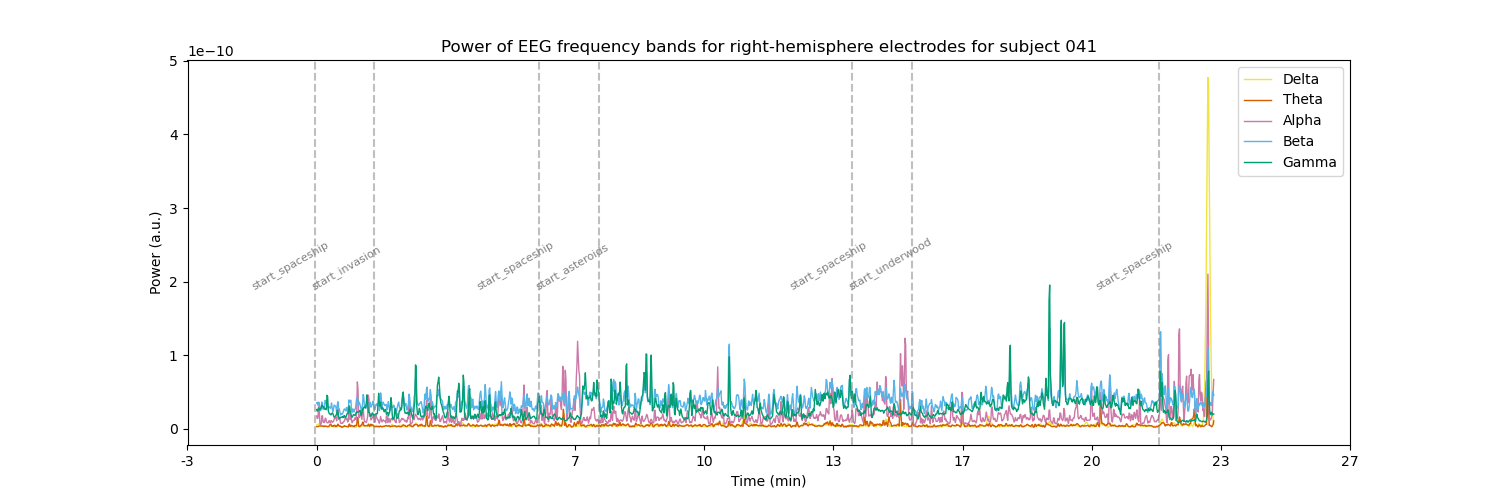 Power of EEG frequency bands for right-hemisphere electrodes for subject 041
1e−10
5
4
3
2
1
0
Power (a.u.)
start_spaceship
start_invasion
start_spaceship
start_asteroids
start_spaceship
start_underwood
start_spaceship
Delta
Theta
Alpha
Beta
Gamma
-3 0 3 7 10 13 17 20 23 27
Time (min)